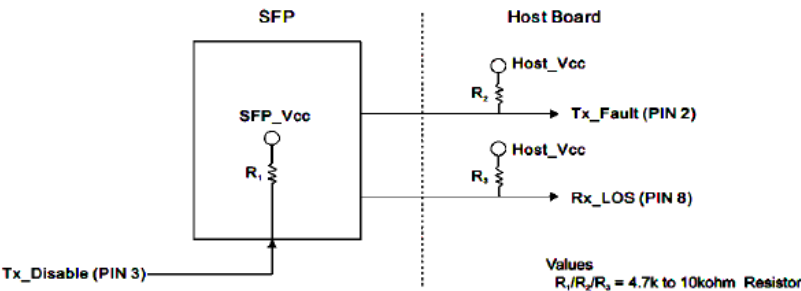 SFP Host Board
Host_Vcc
R₂
Tx_Fault (PIN 2)
SFP_Vcc
Host_Vcc
R₁ R₃
Rx_LOS (PIN 8)
Tx_Disable (PIN 3)
Values
R₁/R₂/R₃ = 4.7k to 10kohm Resistor